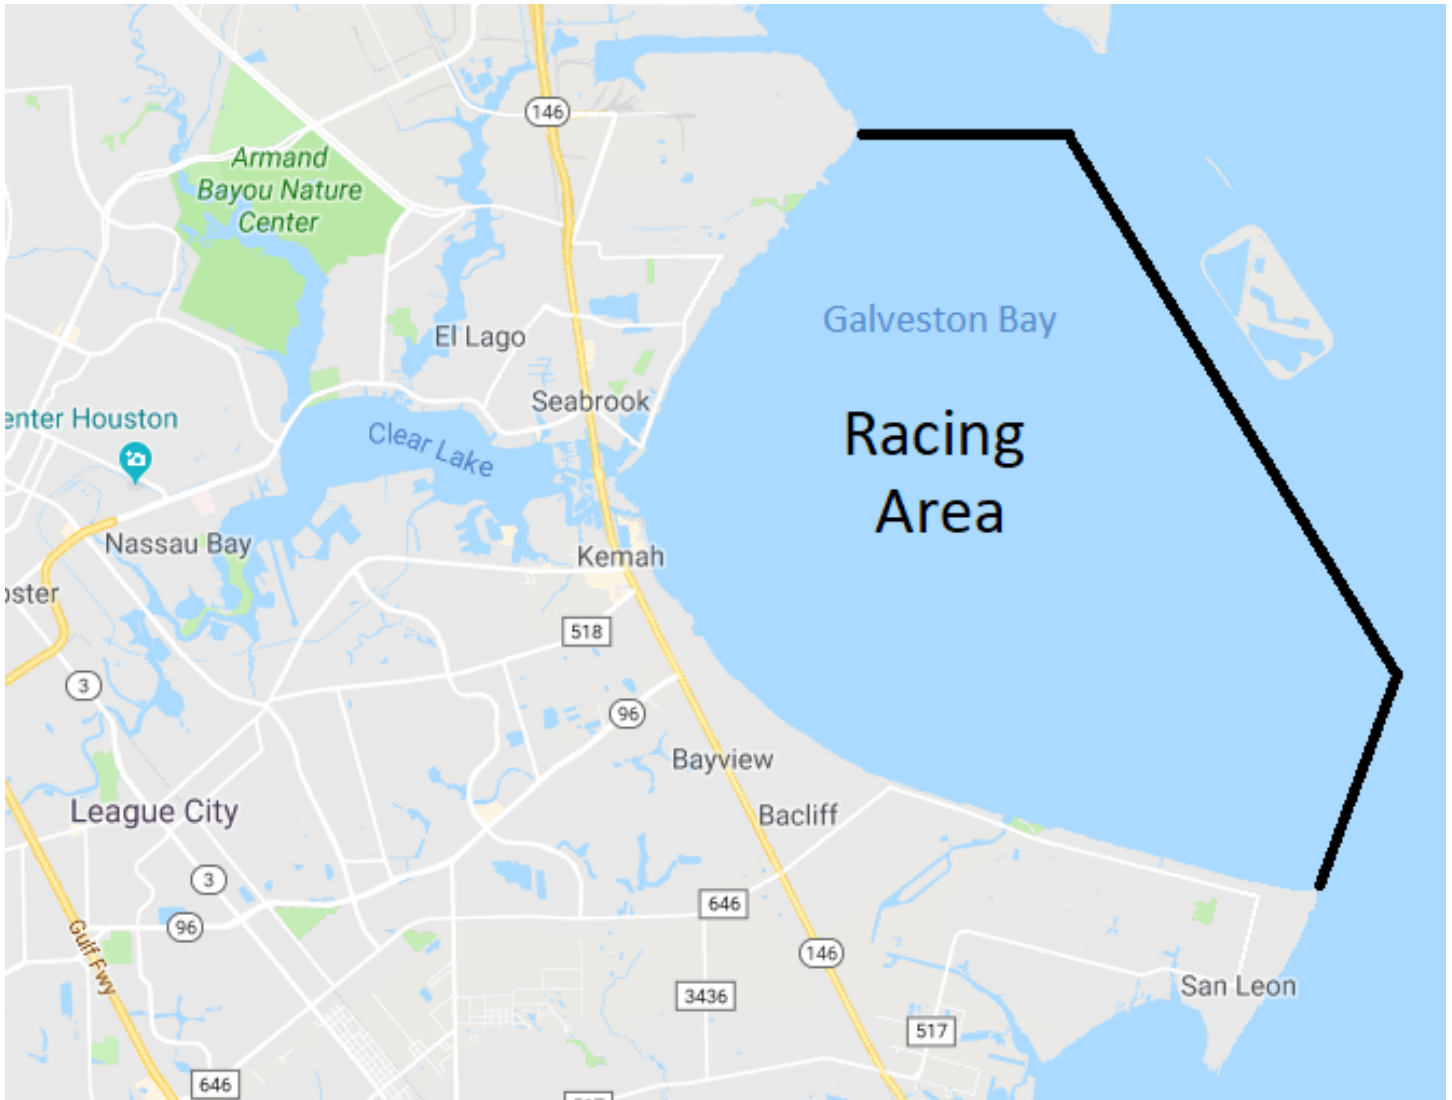 146
Armand
Bayou Nature
Center
Galveston Bay
El Lago
Seabrook
enter Houston
Clear Lake
Racing
Area
Nassau Bay
Kemah
oster
518
3
96
Bayview
League City
Bacliff
3
646
96
Gulf Fwy
146
San Leon
3436
517
646